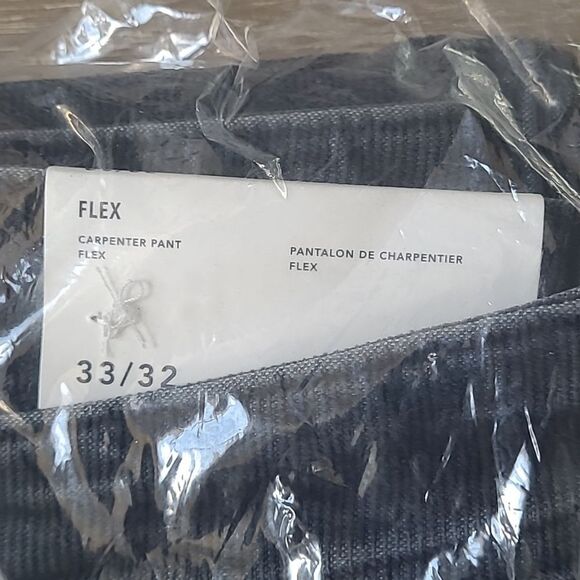 FLEX
CARPENTER PANT
FLEX
PANTALON DE CHARPENTIER
FLEX
33/32